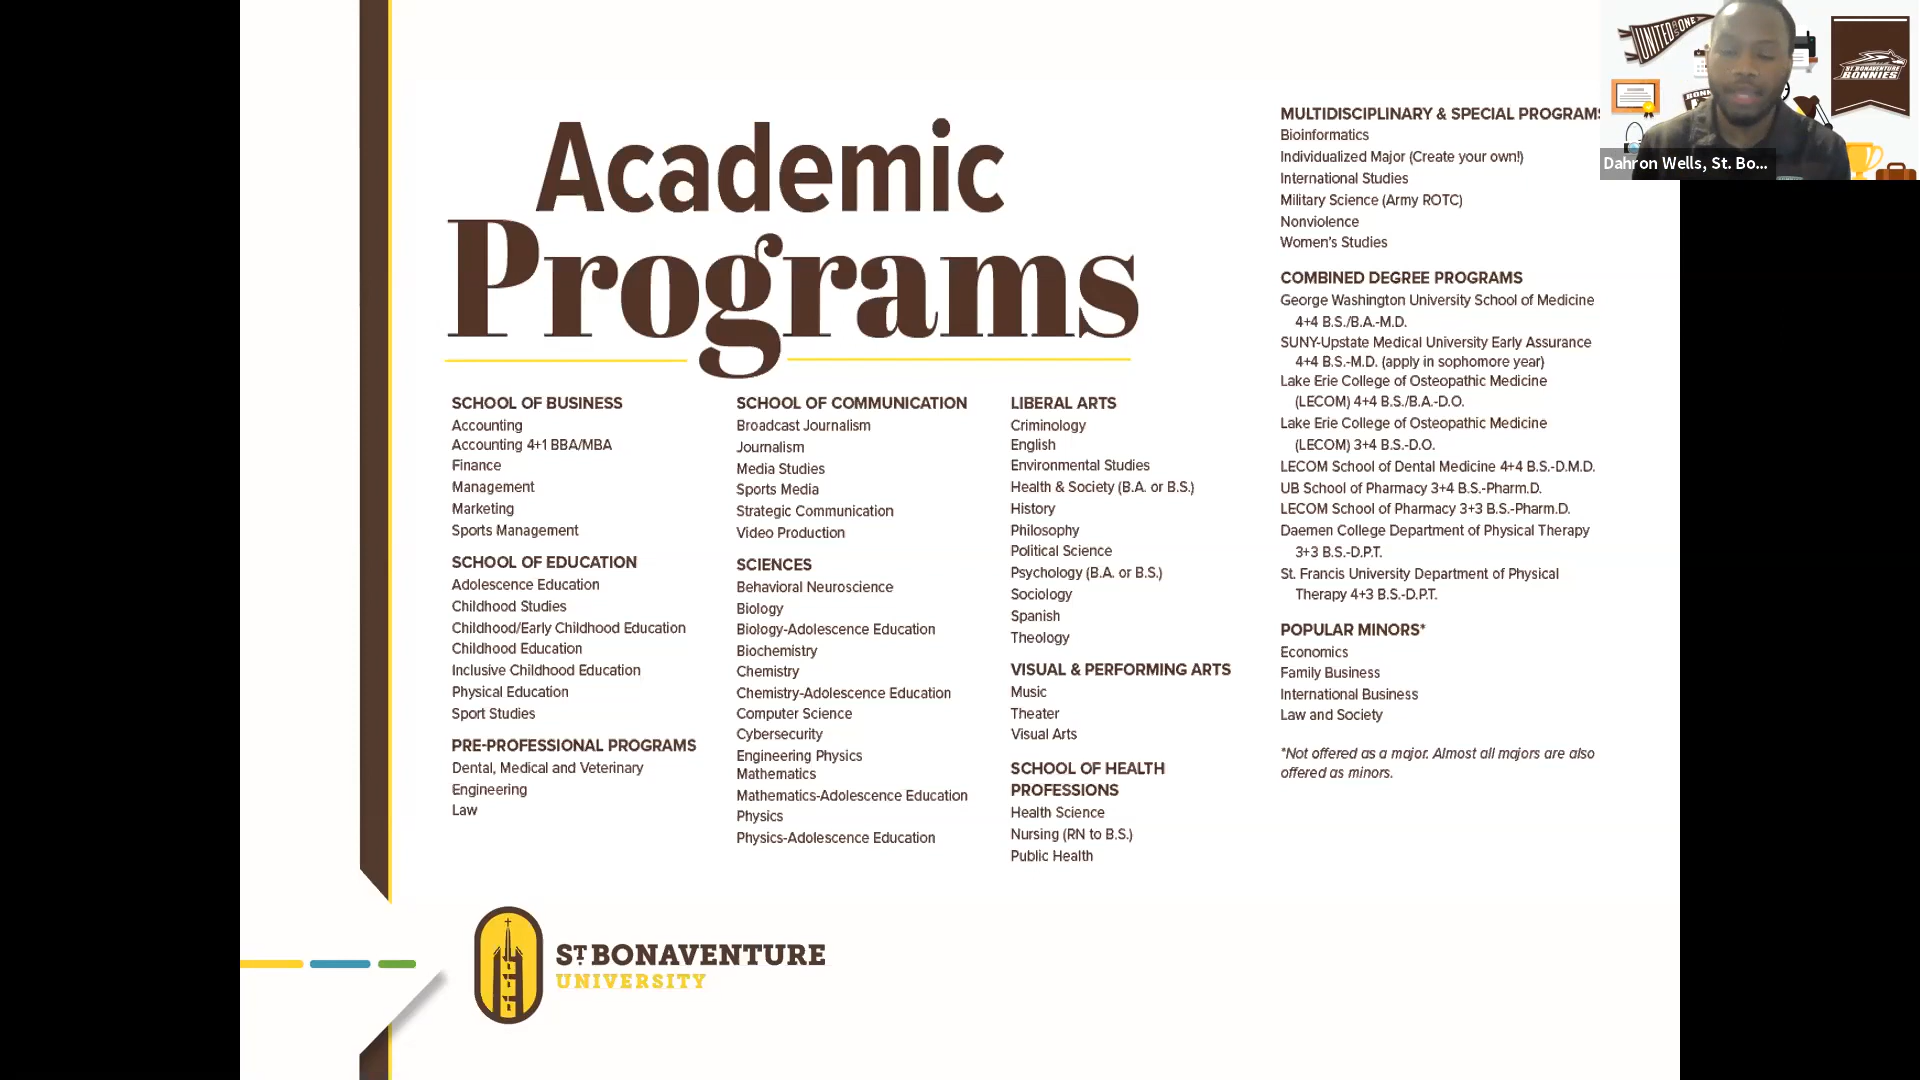 Academic
Programs
SCHOOL OF BUSINESS
Accounting
Accounting 4+1 BBA/MBA
Finance
Management
Marketing
Sports Management
SCHOOL OF EDUCATION
Adolescence Education
Childhood Studies
Childhood/Early Childhood Education
Childhood Education
Inclusive Childhood Education
Physical Education
Sport Studies
PRE-PROFESSIONAL PROGRAMS
Dental, Medical and Veterinary
Engineering
Law
SCHOOL OF COMMUNICATION
Broadcast Journalism
Journalism
Media Studies
Sports Media
Strategic Communication
Video Production
SCIENCES
Behavioral Neuroscience
Biology
Biology-Adolescence Education
Biochemistry
Chemistry
Chemistry-Adolescence Education
Computer Science
Cybersecurity
Engineering Physics
Mathematics
Mathematics-Adolescence Education
Physics
Physics-Adolescence Education
LIBERAL ARTS
Criminology
English
Environmental Studies
Health & Society (B.A. or B.S.)
History
Philosophy
Political Science
Psychology (B.A. or B.S.)
Sociology
Spanish
Theology
VISUAL & PERFORMING ARTS
Music
Theater
Visual Arts
SCHOOL OF HEALTH
PROFESSIONS
Health Science
Nursing (RN to B.S.)
Public Health
MULTIDISCIPLINARY & SPECIAL PROGRAMS
Bioinformatics
Individualized Major (Create your own!)
International Studies
Military Science (Army ROTC)
Nonviolence
Women's Studies
COMBINED DEGREE PROGRAMS
George Washington University School of Medicine
4+4 B.S./B.A.-M.D.
SUNY-Upstate Medical University Early Assurance
4+4 B.S.-M.D. (apply in sophomore year)
Lake Erie College of Osteopathic Medicine
(LECOM) 4+4 B.S./B.A.-D.O.
Lake Erie College of Osteopathic Medicine
(LECOM) 3+4 B.S.-D.O.
LECOM School of Dental Medicine 4+4 B.S.-D.M.D.
UB School of Pharmacy 3+4 B.S.-Pharm.D.
LECOM School of Pharmacy 3+3 B.S.-Pharm.D.
Daemen College Department of Physical Therapy
3+3 B.S.-D.P.T.
St. Francis University Department of Physical
Therapy 4+3 B.S.-D.P.T.
POPULAR MINORS*
Economics
Family Business
International Business
Law and Society
*Not offered as a major. Almost all majors are also
offered as minors.
ST. BONAVENTURE
UNIVERSITY
UNITED AS ONE
ST. BONAVENTURE
BONNIES
Dahron Wells, St. Bo...